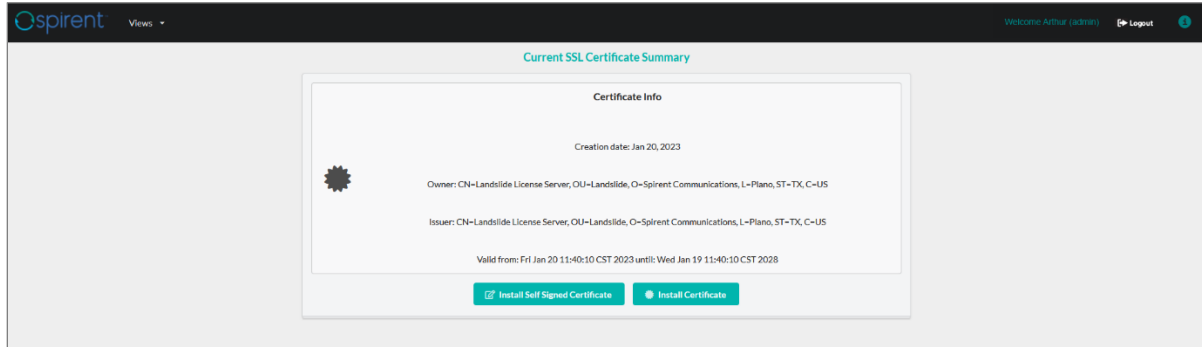 spirent
Views
Welcome Arthur (admin)
Logout
Current SSL Certificate Summary
Certificate Info
Creation date: Jan 20, 2023
Owner: CN=Landslide License Server, OU=Landslide, O=Spirent Communications, L=Plano, ST=TX, C=US
Issuer: CN=Landslide License Server, OU=Landslide, O=Spirent Communications, L=Plano, ST=TX, C=US
Valid from: Fri Jan 20 11:40:10 CST 2023 until: Wed Jan 19 11:40:10 CST 2028
Install Self Signed Certificate
Install Certificate